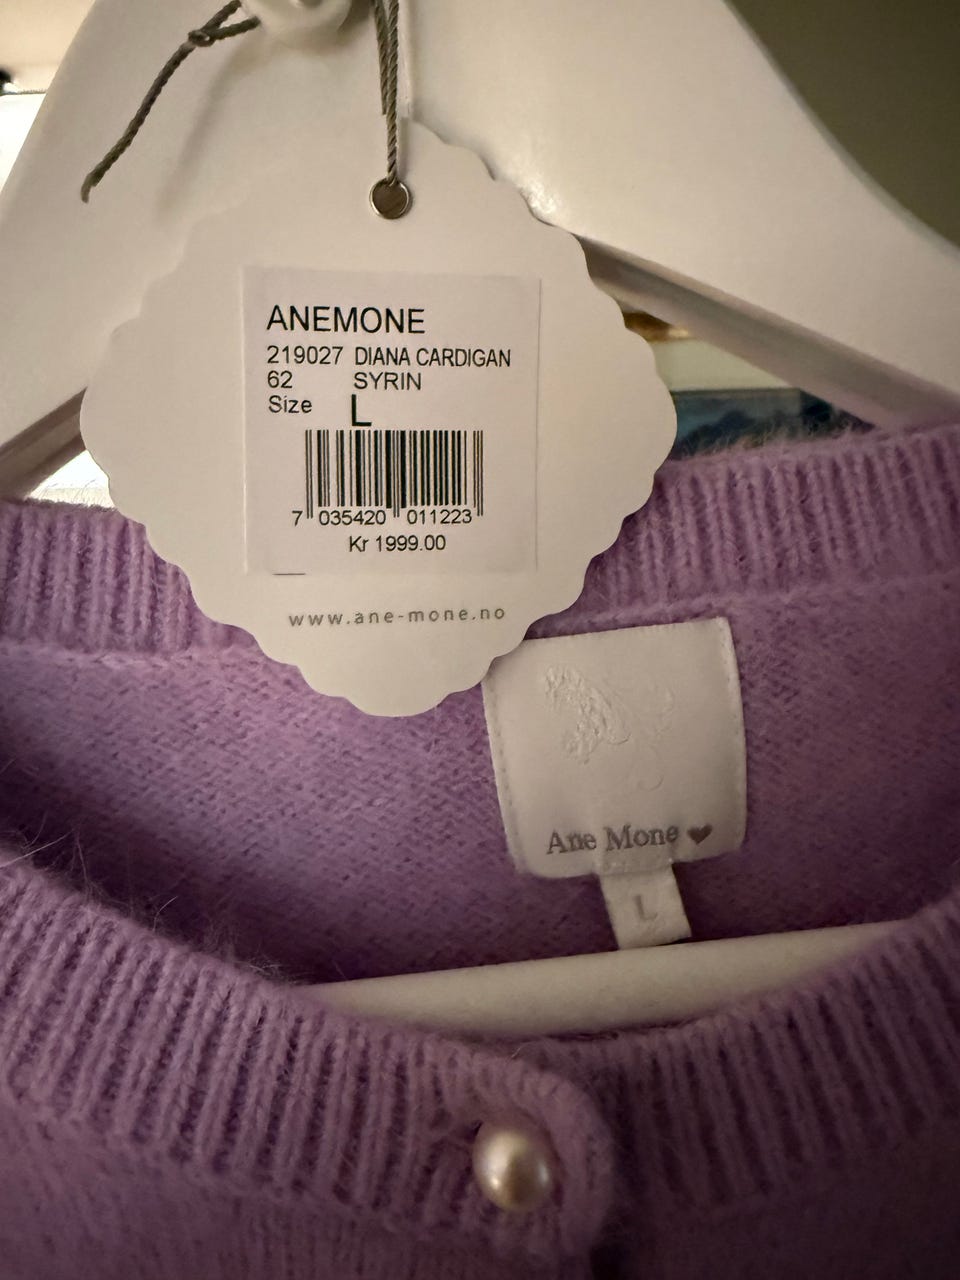 ANEMONE
219027 DIANA CARDIGAN
62 SYRIN
Size L
7 035420 011223
Kr 1999.00
www.ane-mone.no
Ane Mone ♥
L